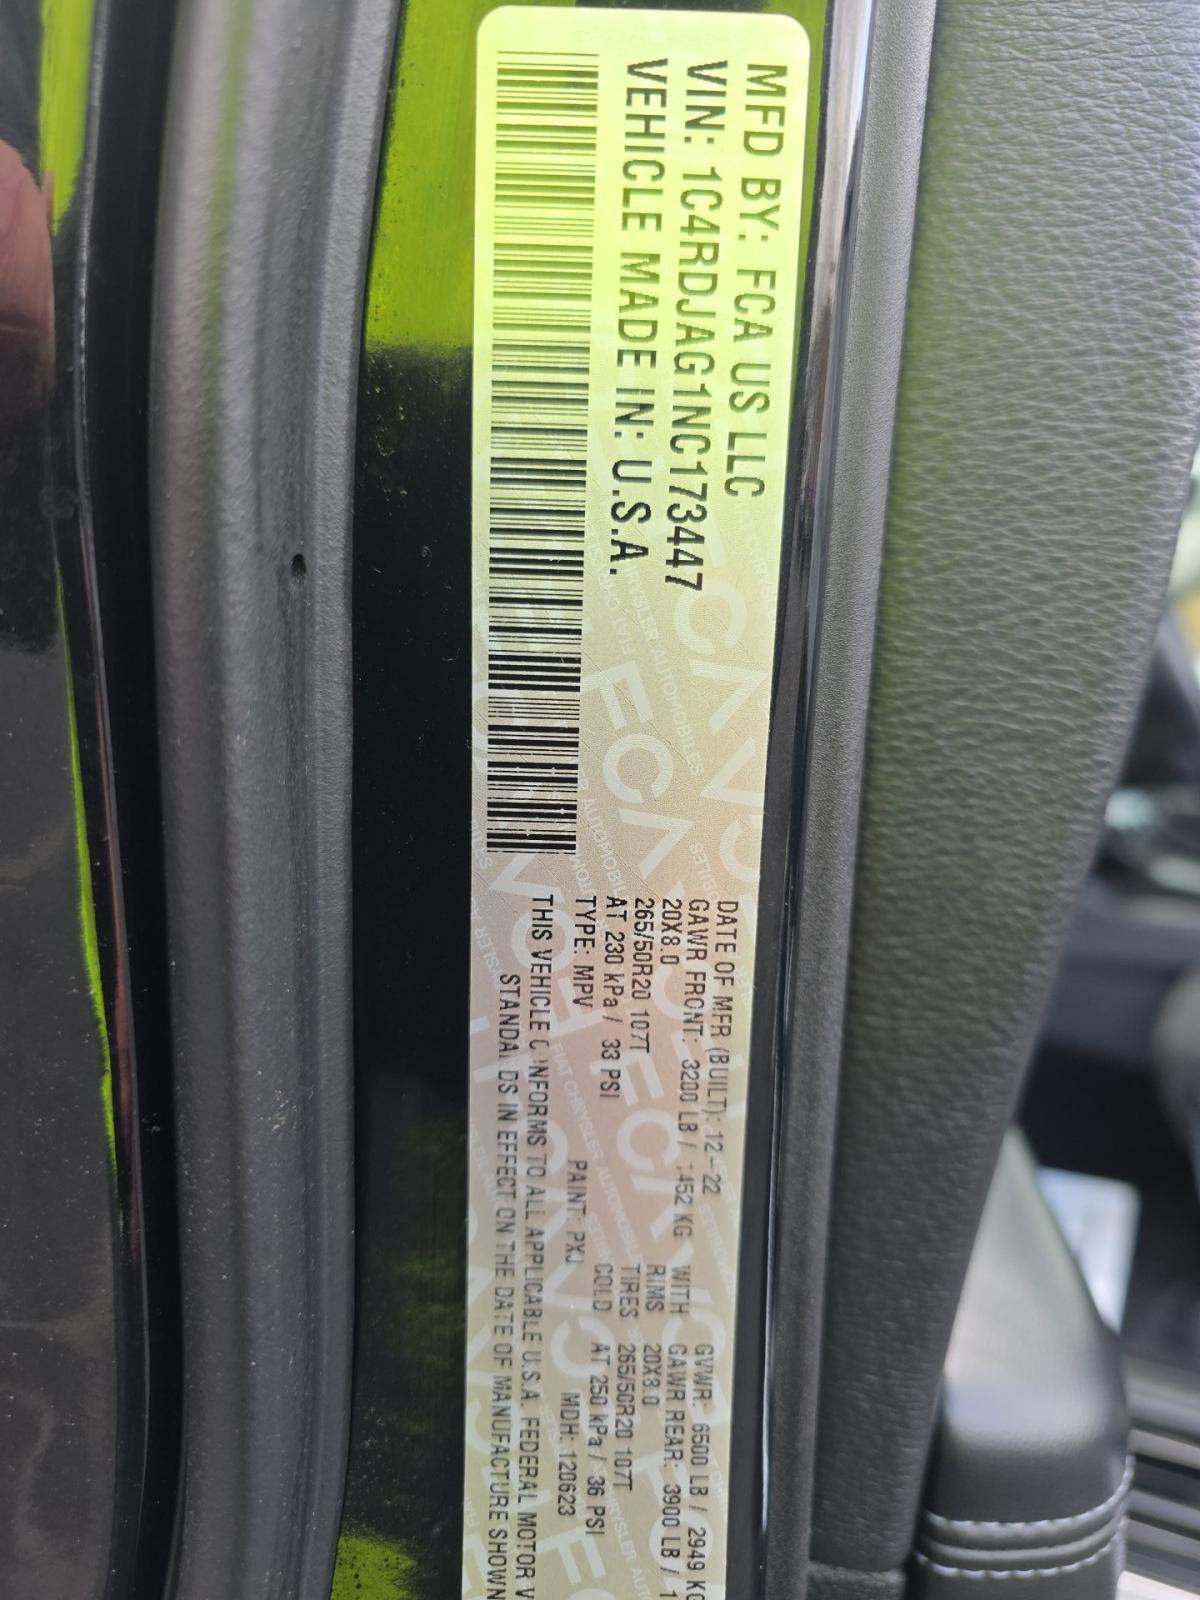 MFD BY: FCA US LLC
VIN: 1C4RDJAG1NC173447
VEHICLE MADE IN: U.S.A.
DATE OF MFR (BUILT): 12-22 GVWR: 6500 LB / 2949 KG
GAWR FRONT: 3200 LB / 1452 KG WITH GAWR REAR: 3900 LB / 1
20X8.0 RIMS 20X8.0
265/50R20 107T TIRES 265/50R20 107T
AT 230 kPa / 33 PSI COLD AT 250 kPa / 36 PSI
TYPE: MPV PAINT: PXJ MDH: 120623
THIS VEHICLE CONFORMS TO ALL APPLICABLE U.S.A. FEDERAL MOTOR V
STANDARDS IN EFFECT ON THE DATE OF MANUFACTURE SHOWN